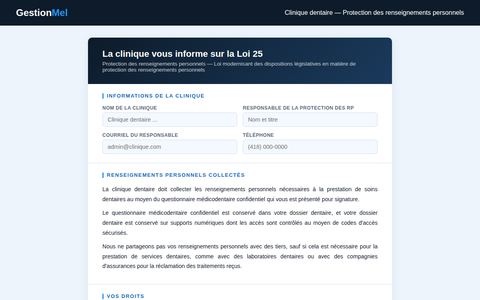 GestionMel
Clinique dentaire — Protection des renseignements personnels
La clinique vous informe sur la Loi 25
Protection des renseignements personnels — Loi modernisant des dispositions législatives en matière de
protection des renseignements personnels
INFORMATIONS DE LA CLINIQUE
NOM DE LA CLINIQUE
RESPONSABLE DE LA PROTECTION DES RP
Clinique dentaire ...
Nom et titre
COURRIEL DU RESPONSABLE
TÉLÉPHONE
admin@clinique.com
(418) 000-0000
RENSEIGNEMENTS PERSONNELS COLLECTÉS
La clinique dentaire doit collecter les renseignements personnels nécessaires à la prestation de soins
dentaires au moyen du questionnaire médicodentaire confidentiel qui vous est présenté pour signature.
Le questionnaire médicodentaire confidentiel est conservé dans votre dossier dentaire, et votre dossier
dentaire est conservé sur supports numériques dont les accès sont contrôlés au moyen de codes d'accès
sécurisés.
Nous ne partageons pas vos renseignements personnels avec des tiers, sauf si cela est nécessaire pour la
prestation de services dentaires, comme avec des laboratoires dentaires ou avec des compagnies
d'assurances pour la réclamation des traitements reçus.
VOS DROITS